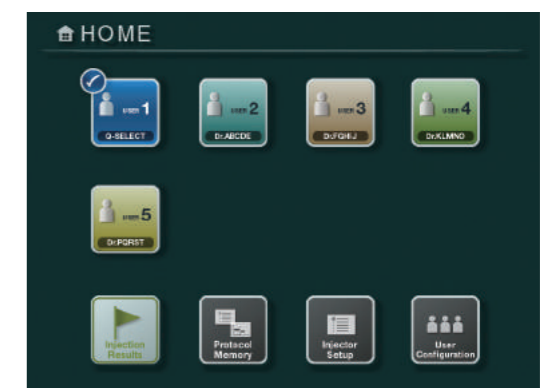 HOME
USER 1
Q-SELECT
USER 2
Dr.ABCDE
USER 3
Dr.FGHIJ
USER 4
Dr.KLMNO
USER 5
Dr.PQRST
Injection
Results
Protocol
Memory
Injector
Setup
User
Configuration